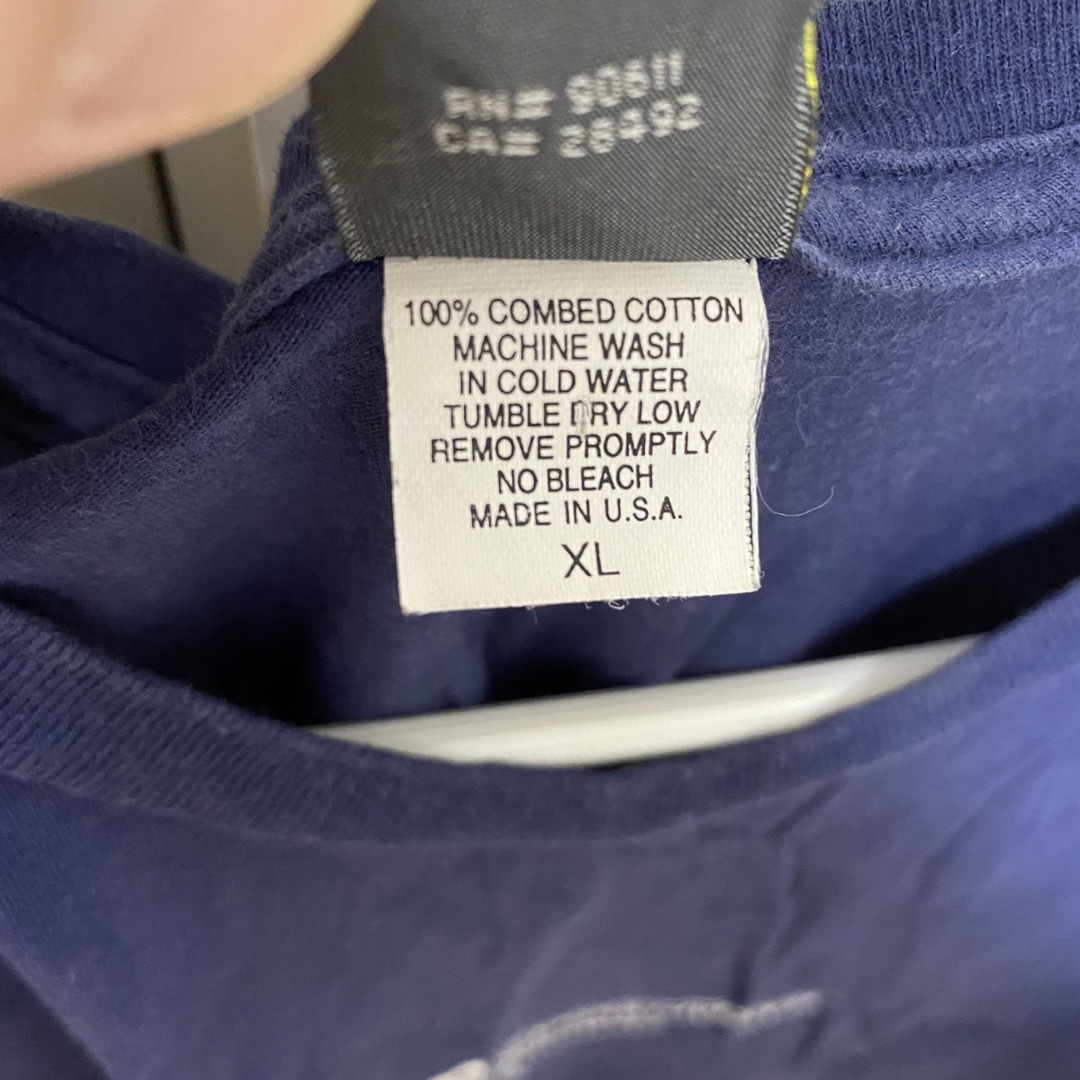 RN# 90611
CA# 28492
100% COMBED COTTON
MACHINE WASH
IN COLD WATER
TUMBLE DRY LOW
REMOVE PROMPTLY
NO BLEACH
MADE IN U.S.A.
XL